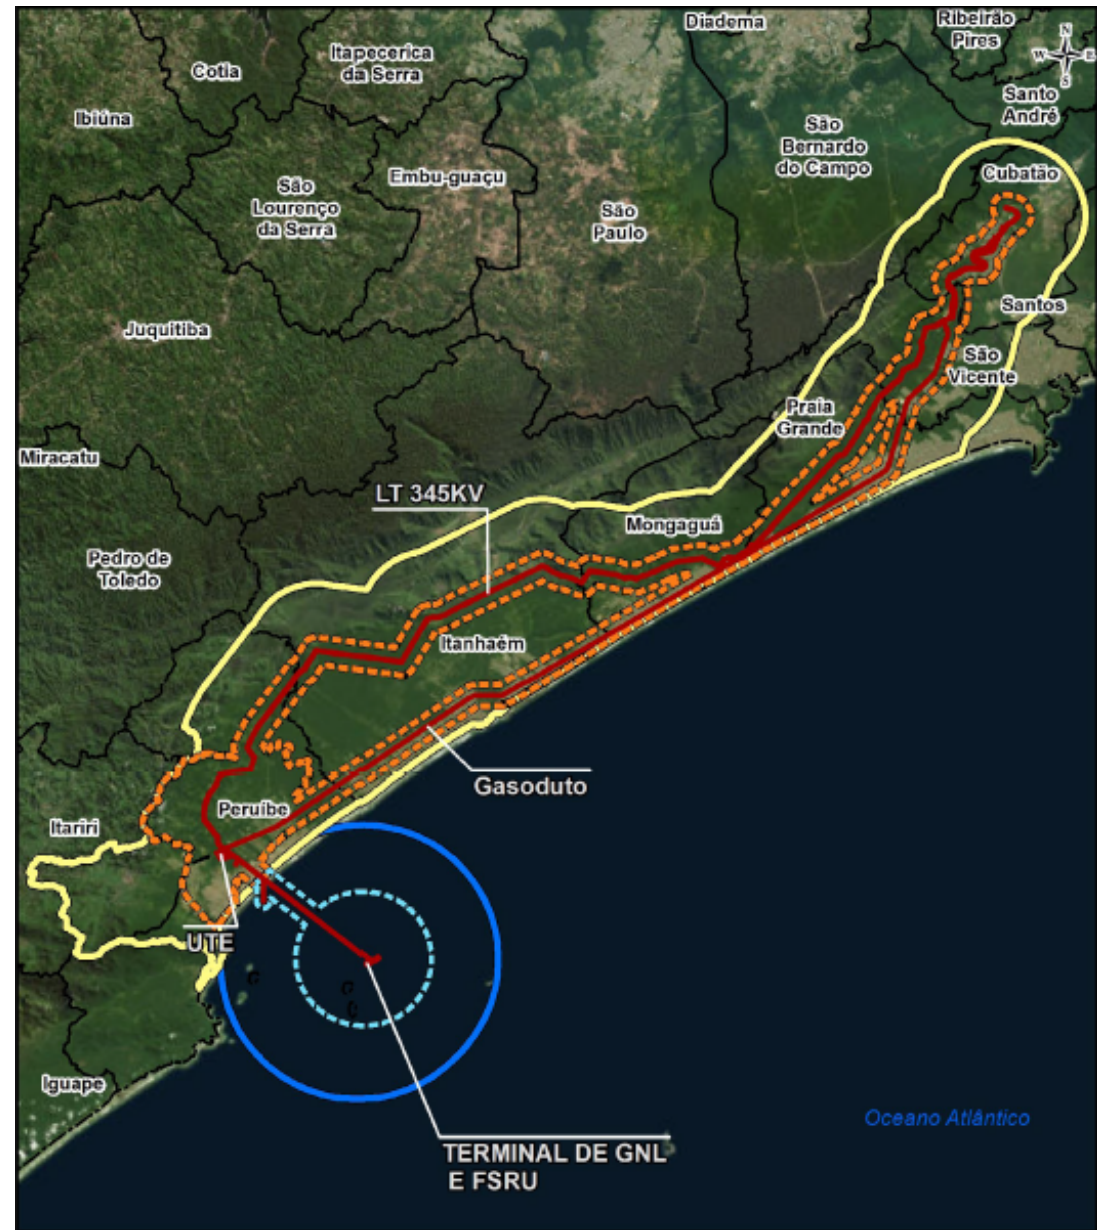 Diadema
Ribeirão
Pires
N
W
E
S
Itapecerica
da Serra
Cotia
Santo
André
Ibiúna
São
Bernardo
do Campo
Cubatão
Embu-guaçu
São
Lourenço
da Serra
São
Paulo
Santos
Juquitiba
São
Vicente
Praia
Grande
Miracatu
LT 345KV
Mongaguá
Pedro de
Toledo
Itanhaém
Gasoduto
Peruíbe
Itariri
UTE
Iguape
Oceano Atlântico
TERMINAL DE GNL
E FSRU